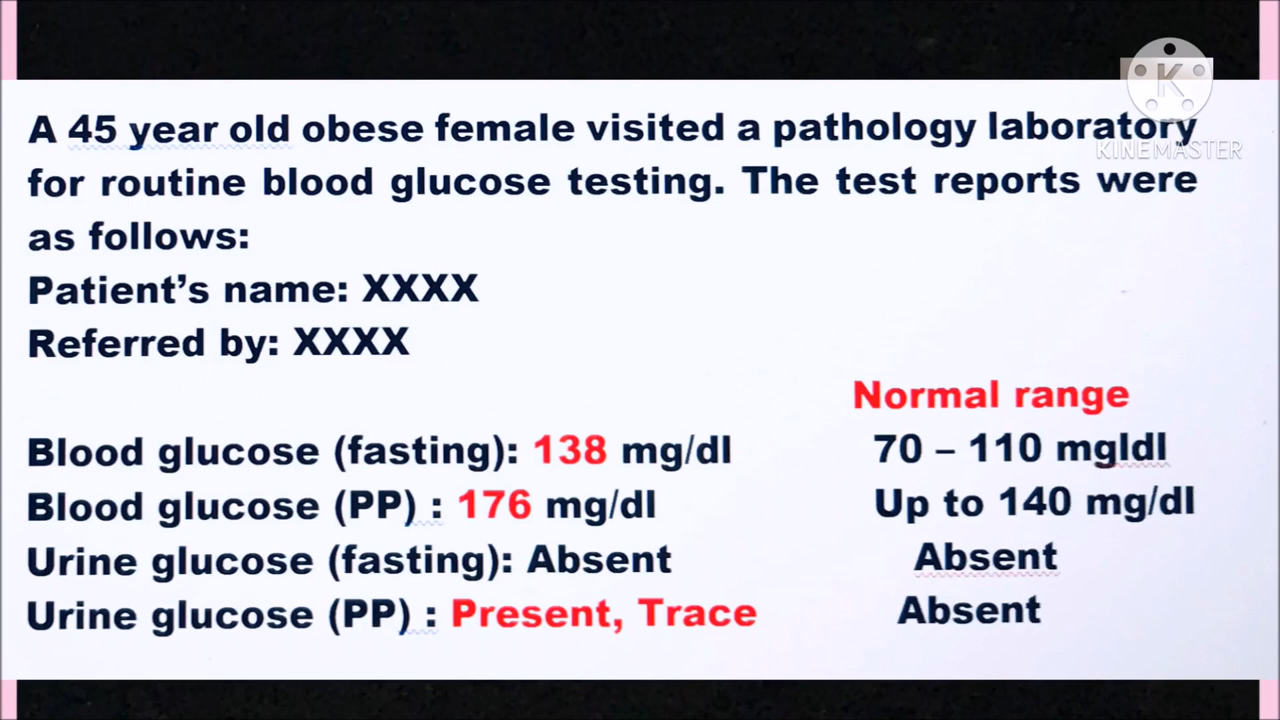 K
KINEMASTER
A 45 year old obese female visited a pathology laboratory
for routine blood glucose testing. The test reports were
as follows:
Patient’s name: XXXX
Referred by: XXXX
Normal range
Blood glucose (fasting): 138 mg/dl 70 – 110 mgldl
Blood glucose (PP) : 176 mg/dl Up to 140 mg/dl
Urine glucose (fasting): Absent Absent
Urine glucose (PP) : Present, Trace Absent